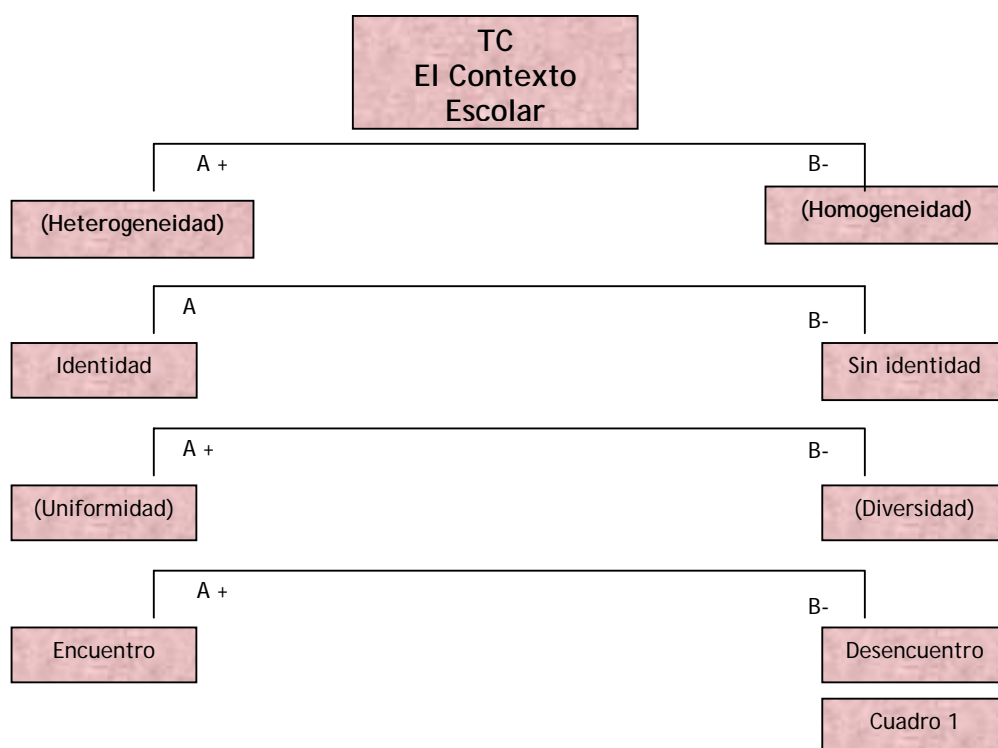 TC
El Contexto
Escolar
A +
B-
(Heterogeneidad)
(Homogeneidad)
A
B-
Identidad
Sin identidad
A +
B-
(Uniformidad)
(Diversidad)
A +
B-
Encuentro
Desencuentro
Cuadro 1